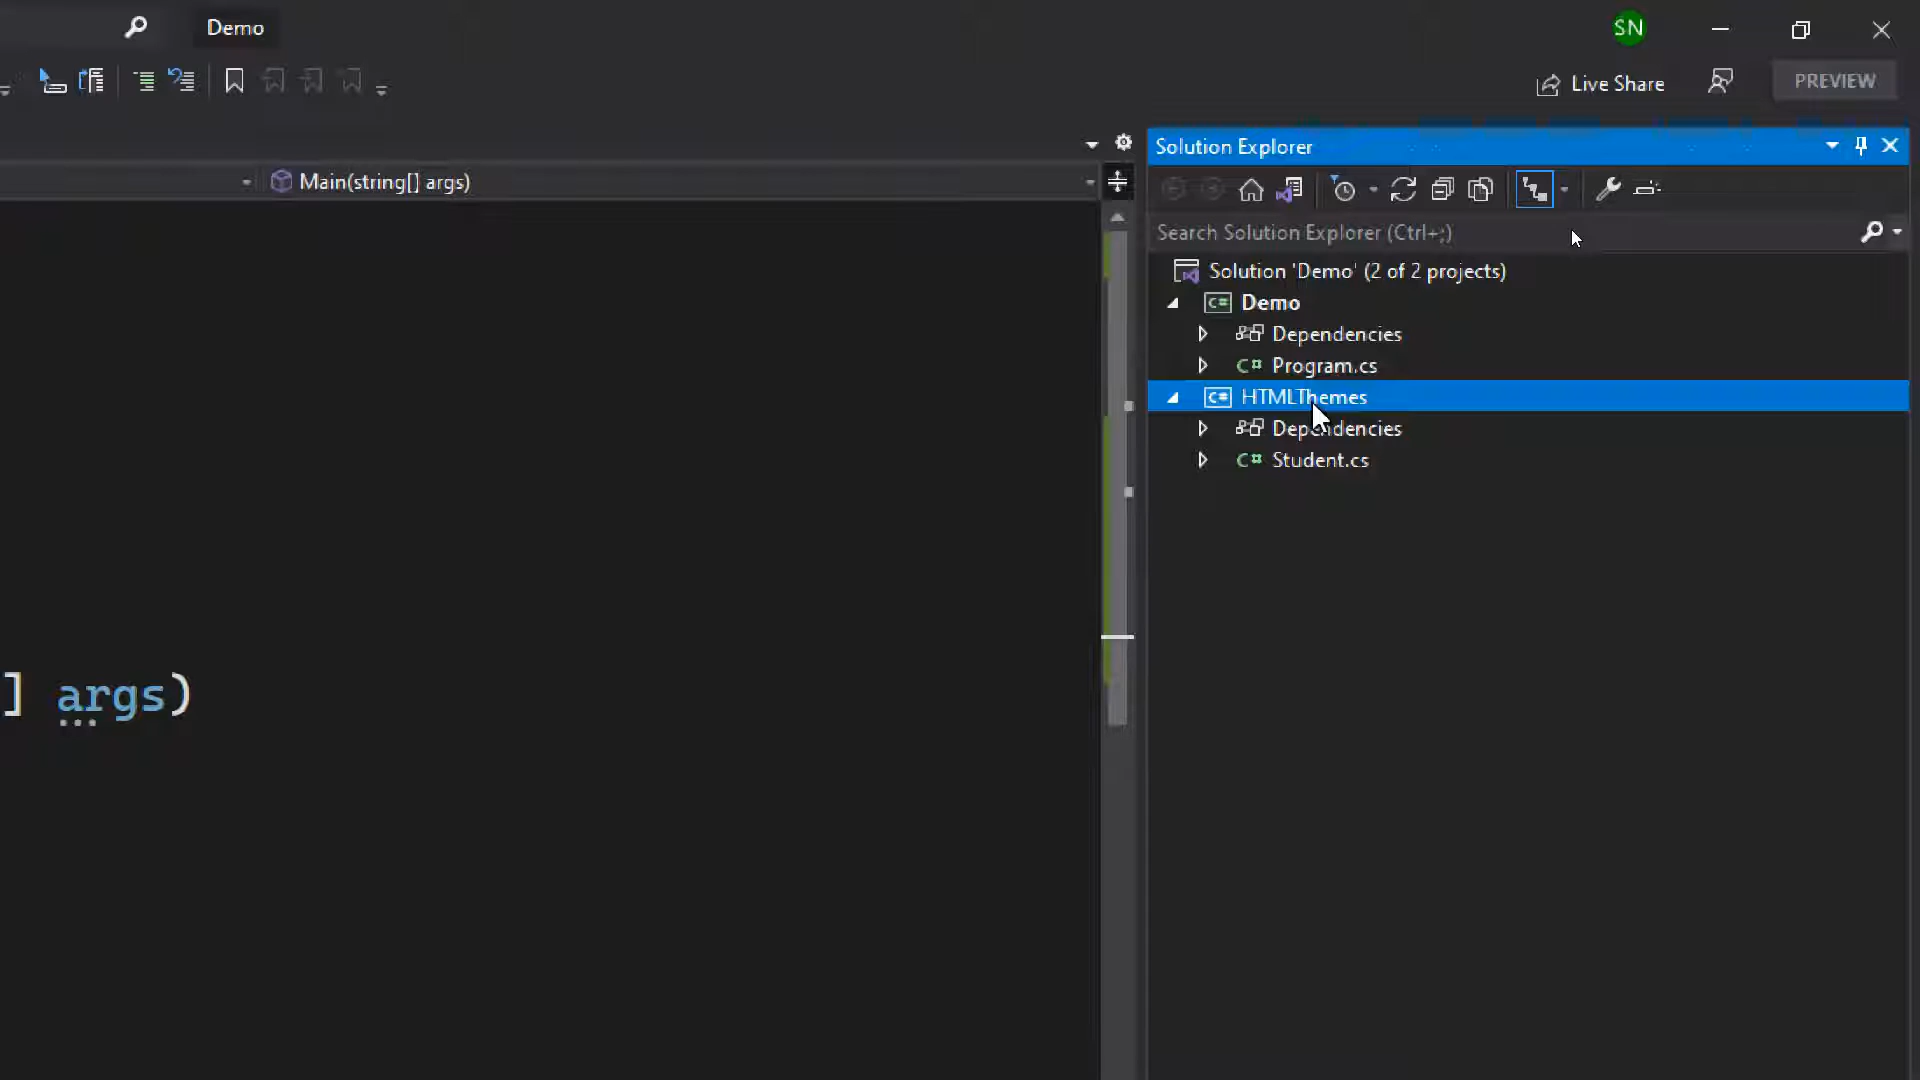 Demo
SN
Live Share
PREVIEW
Solution Explorer
Main(string[] args)
Search Solution Explorer (Ctrl+;)
Solution 'Demo' (2 of 2 projects)
C# Demo
Dependencies
C# Program.cs
C# HTMLThemes
Dependencies
C# Student.cs
] args)